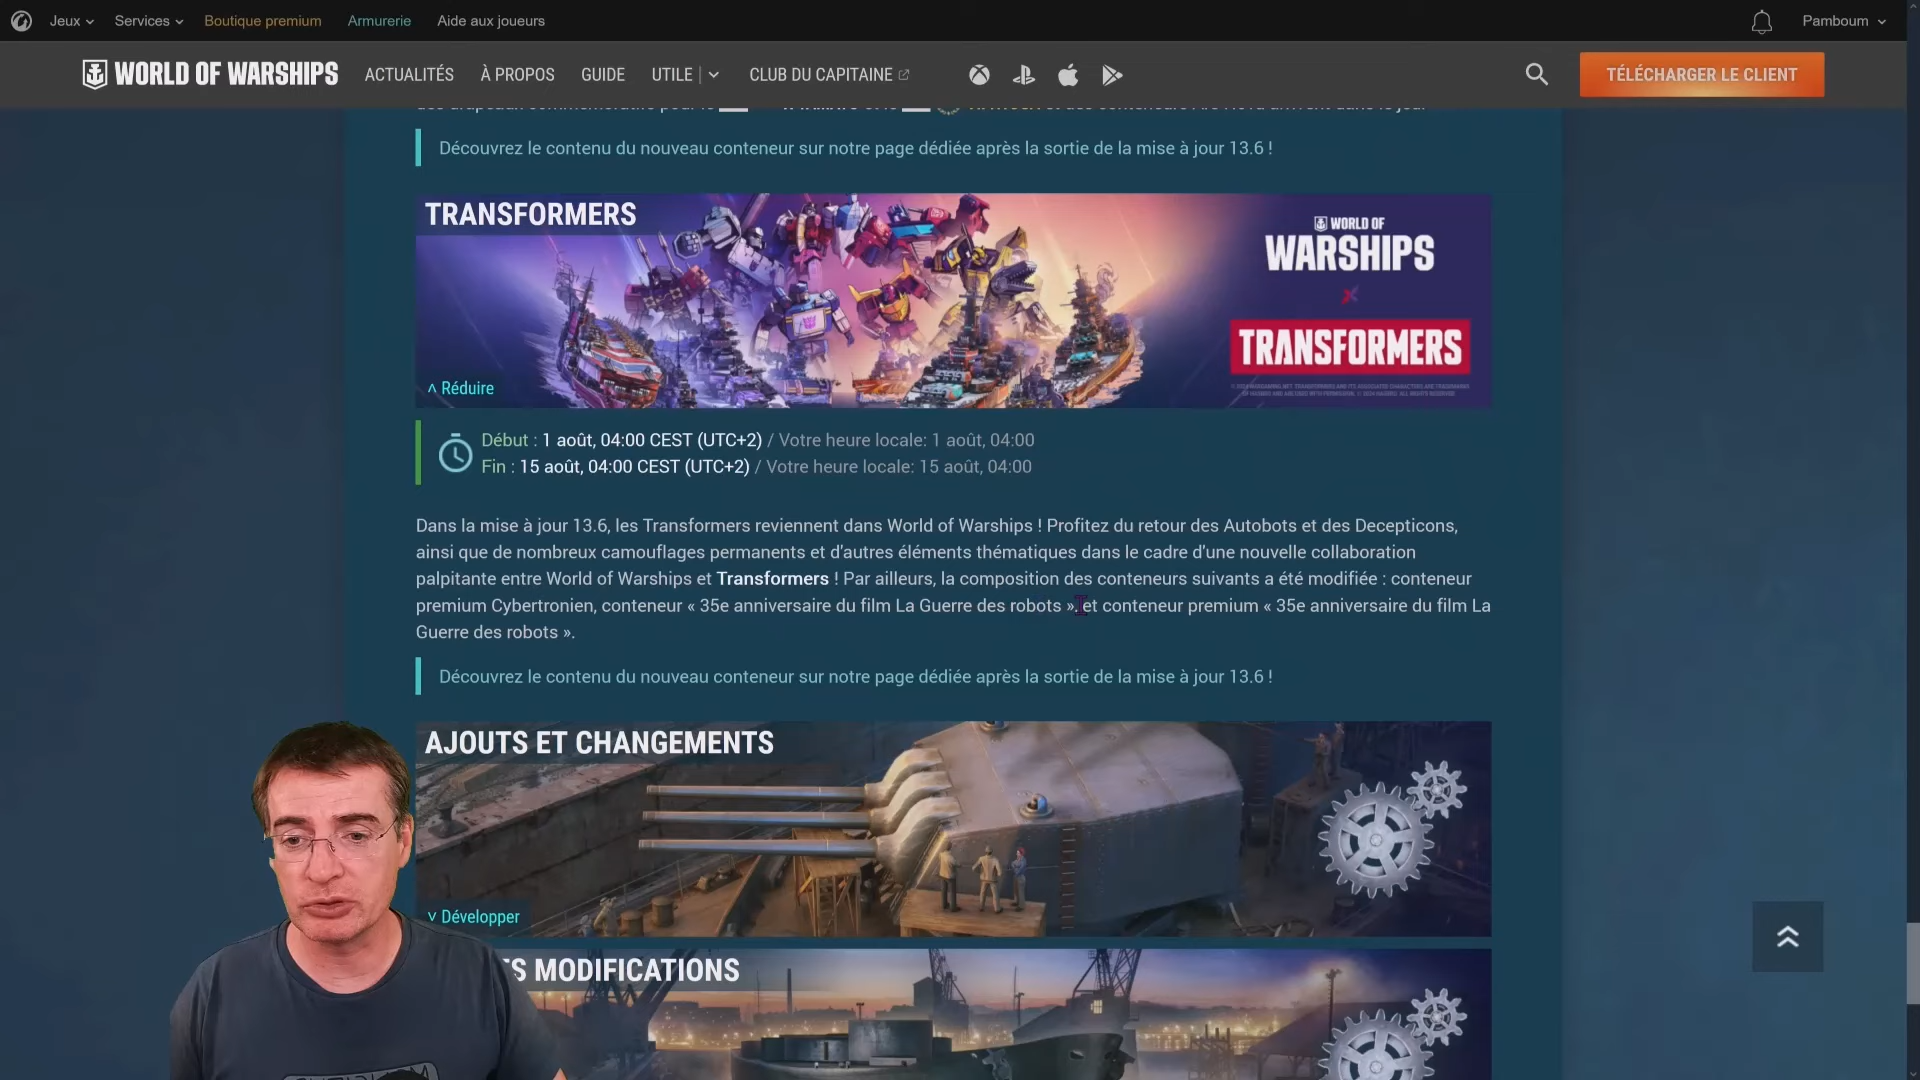 Jeux
Services
Boutique premium
Armurerie
Aide aux joueurs
Pamboum
WORLD OF WARSHIPS
ACTUALITÉS
À PROPOS
GUIDE
UTILE
CLUB DU CAPITAINE
TÉLÉCHARGER LE CLIENT
Découvrez le contenu du nouveau conteneur sur notre page dédiée après la sortie de la mise à jour 13.6 !
TRANSFORMERS
WORLD OF
WARSHIPS
X
TRANSFORMERS
˄ Réduire
Début : 1 août, 04:00 CEST (UTC+2) / Votre heure locale: 1 août, 04:00
Fin : 15 août, 04:00 CEST (UTC+2) / Votre heure locale: 15 août, 04:00
Dans la mise à jour 13.6, les Transformers reviennent dans World of Warships ! Profitez du retour des Autobots et des Decepticons,
ainsi que de nombreux camouflages permanents et d'autres éléments thématiques dans le cadre d'une nouvelle collaboration
palpitante entre World of Warships et Transformers ! Par ailleurs, la composition des conteneurs suivants a été modifiée : conteneur
premium Cybertronien, conteneur « 35e anniversaire du film La Guerre des robots », et conteneur premium « 35e anniversaire du film La
Guerre des robots ».
Découvrez le contenu du nouveau conteneur sur notre page dédiée après la sortie de la mise à jour 13.6 !
AJOUTS ET CHANGEMENTS
˅ Développer
S MODIFICATIONS